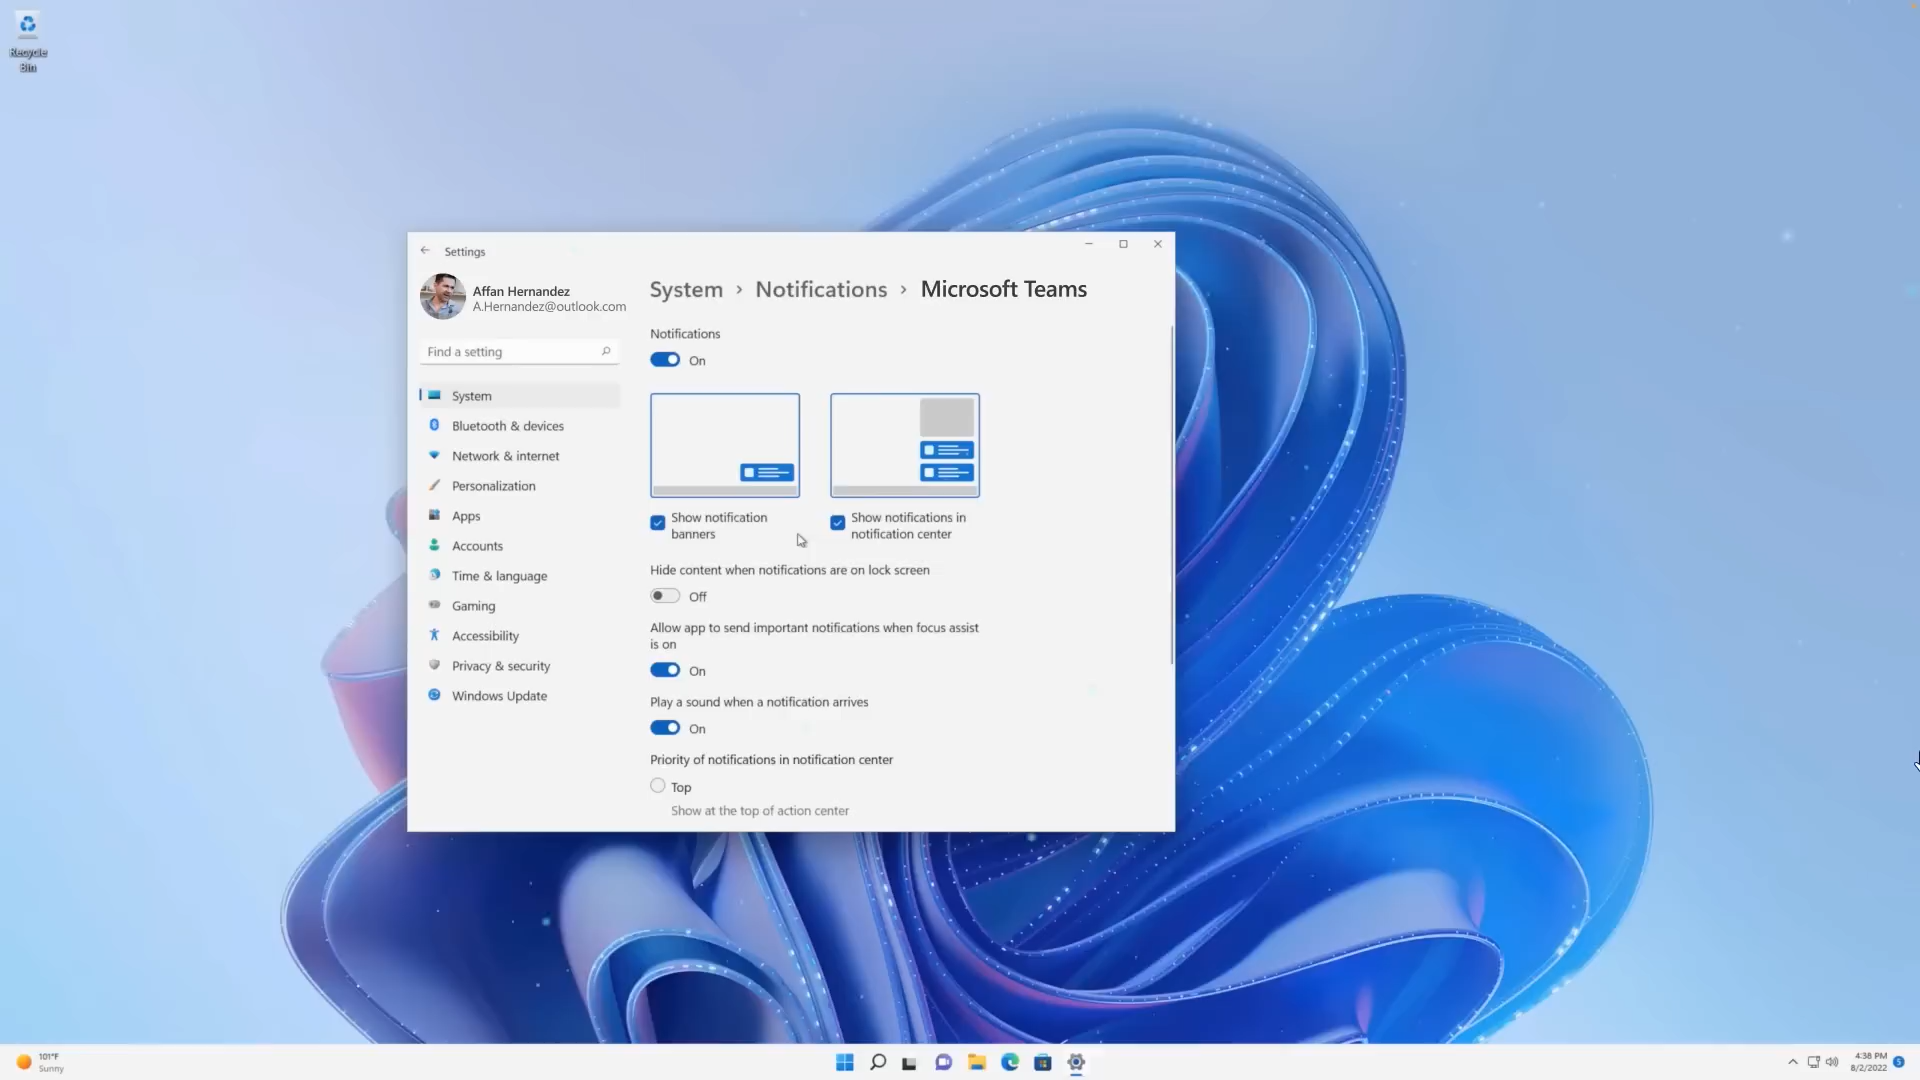 Recycle
Bin
Settings
Affan Hernandez
A.Hernandez@outlook.com
Find a setting
System
Bluetooth & devices
Network & internet
Personalization
Apps
Accounts
Time & language
Gaming
Accessibility
Privacy & security
Windows Update
System › Notifications › Microsoft Teams
Notifications
On
Show notification
banners
Show notifications in
notification center
Hide content when notifications are on lock screen
Off
Allow app to send important notifications when focus assist
is on
On
Play a sound when a notification arrives
On
Priority of notifications in notification center
Top
Show at the top of action center
101°F
Sunny
4:38 PM
8/2/2022
5